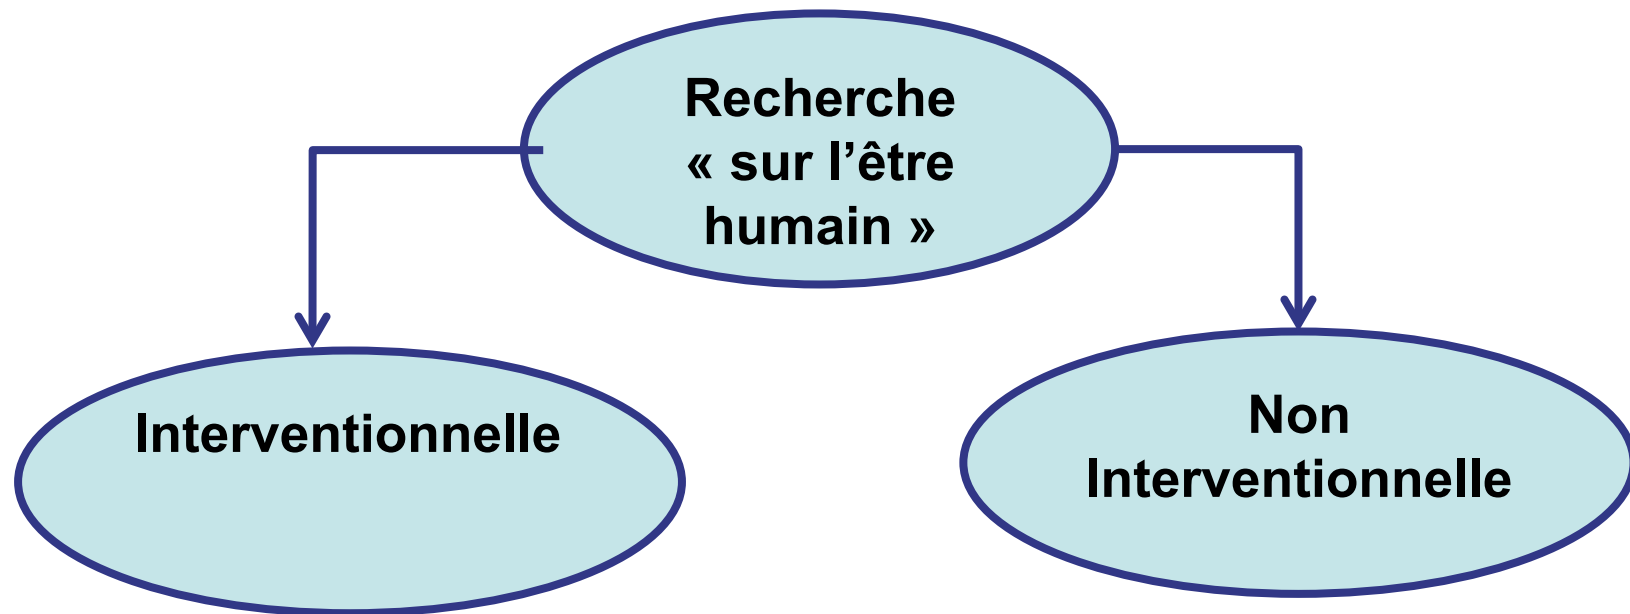 Recherche
« sur l’être
humain »
Interventionnelle
Non
Interventionnelle